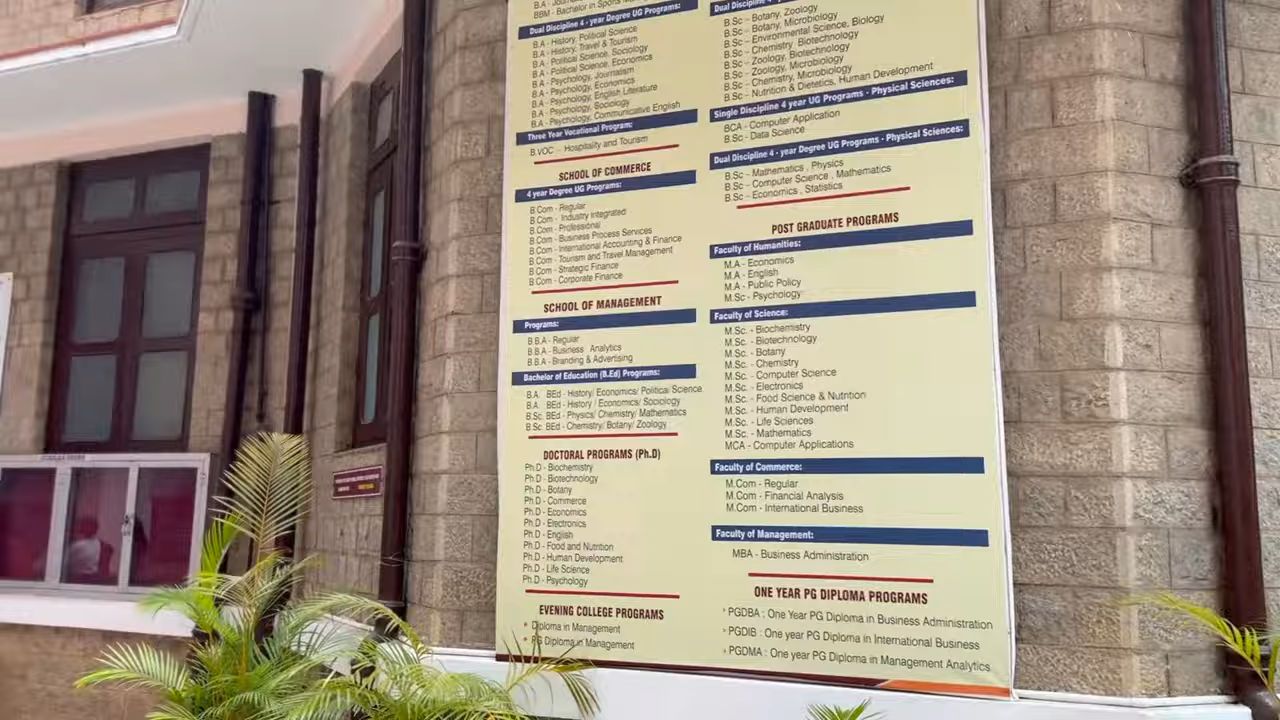 B.A - Jour
BBM - Bachelor in Sports Ma
Dual Discipline 4 - year Degree UG Programs:
B.A - History, Political Science
B.A - History, Travel & Tourism
B.A - Political Science, Sociology
B.A - Political Science, Economics
B.A - Psychology, Journalism
B.A - Psychology, Economics
B.A - Psychology, English Literature
B.A - Psychology, Sociology
B.A - Psychology, Communicative English
Three Year Vocational Program:
B.VOC - Hospitality and Tourism
SCHOOL OF COMMERCE
4 year Degree UG Programs:
B.Com - Regular
B.Com - Industry Integrated
B.Com - Professional
B.Com - Business Process Services
B.Com - International Accounting & Finance
B.Com - Tourism and Travel Management
B.Com - Strategic Finance
B.Com - Corporate Finance
SCHOOL OF MANAGEMENT
Programs:
B.B.A - Regular
B.B.A - Business Analytics
B.B.A - Branding & Advertising
Bachelor of Education (B.Ed) Programs:
B.A. BEd - History/ Economics/ Political Science
B.A. BEd - History / Economics/ Sociology
B.Sc. BEd - Physics/ Chemistry/ Mathematics
B.Sc. BEd - Chemistry/ Botany/ Zoology
DOCTORAL PROGRAMS (Ph.D)
Ph.D - Biochemistry
Ph.D - Biotechnology
Ph.D - Botany
Ph.D - Commerce
Ph.D - Economics
Ph.D - Electronics
Ph.D - English
Ph.D - Food and Nutrition
Ph.D - Human Development
Ph.D - Life Science
Ph.D - Psychology
EVENING COLLEGE PROGRAMS
* Diploma in Management
* PG Diploma in Management
Dual Discipline 4 - year Degree UG Programs
B.Sc - Botany, Zoology
B.Sc - Botany, Microbiology
B.Sc - Environmental Science, Biology
B.Sc - Chemistry Biotechnology
B.Sc - Zoology, Biotechnology
B.Sc - Zoology, Microbiology
B.Sc - Chemistry, Microbiology
B.Sc - Nutrition & Dietetics, Human Development
Single Discipline 4 year UG Programs - Physical Sciences:
BCA - Computer Application
B.Sc - Data Science
Dual Discipline 4 - year Degree UG Programs - Physical Sciences:
B.Sc - Mathematics , Physics
B.Sc - Computer Science , Mathematics
B.Sc - Economics , Statistics
POST GRADUATE PROGRAMS
Faculty of Humanities:
M.A - Economics
M.A - English
M.A - Public Policy
M.Sc - Psychology
Faculty of Science:
M.Sc. - Biochemistry
M.Sc. - Biotechnology
M.Sc. - Botany
M.Sc. - Chemistry
M.Sc. - Computer Science
M.Sc. - Electronics
M.Sc. - Food Science & Nutrition
M.Sc. - Human Development
M.Sc. - Life Sciences
M.Sc. - Mathematics
MCA - Computer Applications
Faculty of Commerce:
M.Com - Regular
M.Com - Financial Analysis
M.Com - International Business
Faculty of Management:
MBA - Business Administration
ONE YEAR PG DIPLOMA PROGRAMS
* PGDBA : One Year PG Diploma in Business Administration
* PGDIB : One year PG Diploma in International Business
* PGDMA : One year PG Diploma in Management Analytics